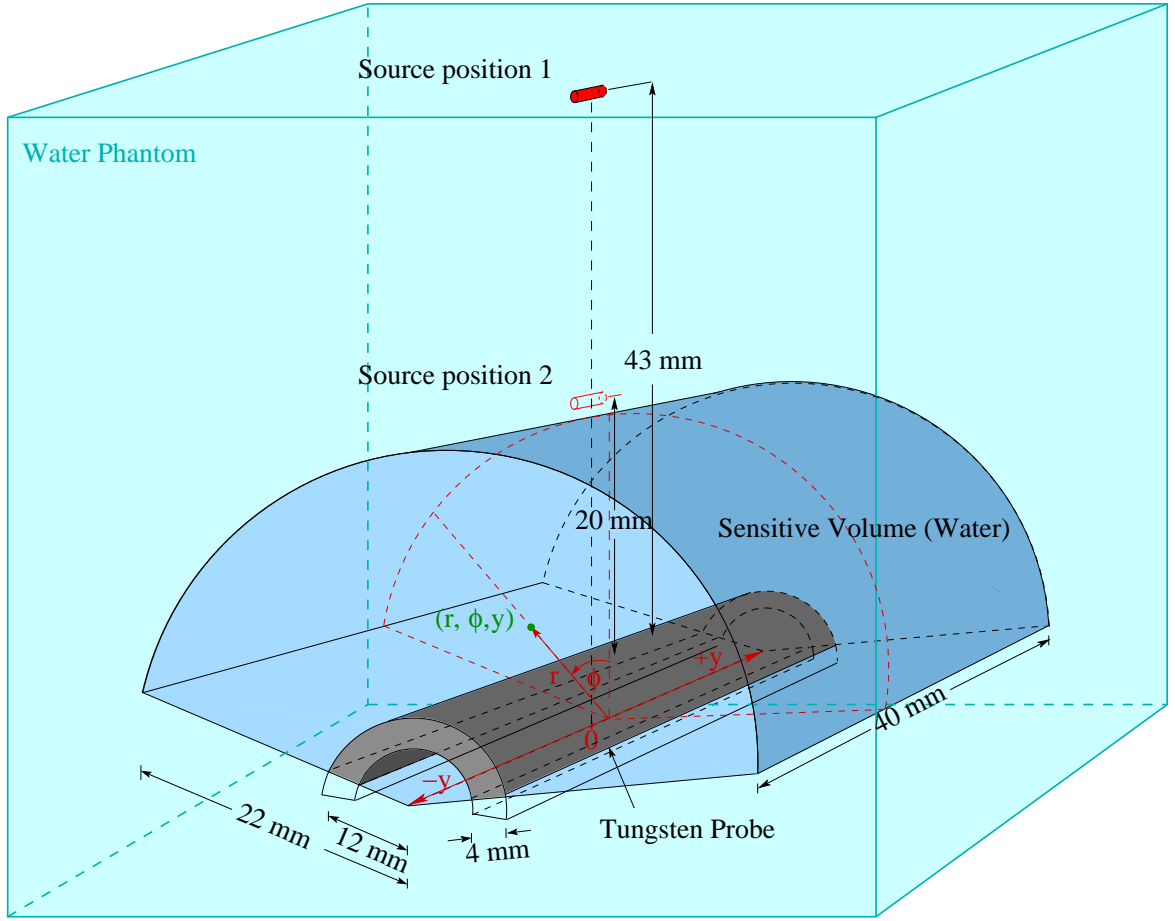 Source position 1
Water Phantom
43 mm
Source position 2
20 mm
Sensitive Volume (Water)
(r, ϕ,y)
+y
r
ϕ
0
40 mm
−y
22 mm
12 mm
4 mm
Tungsten Probe